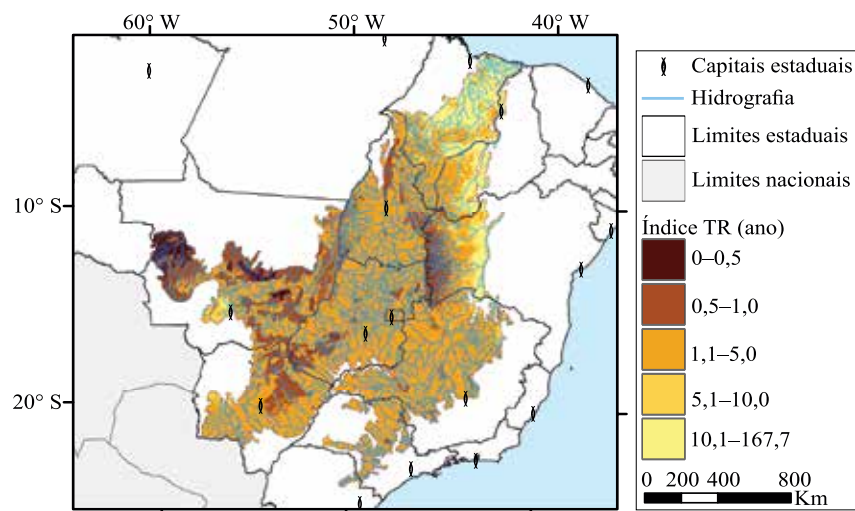 60° W 50° W 40° W
10° S
20° S
Capitais estaduais
Hidrografia
Limites estaduais
Limites nacionais
Índice TR (ano)
0–0,5
0,5–1,0
1,1–5,0
5,1–10,0
10,1–167,7
0 200 400 800
Km